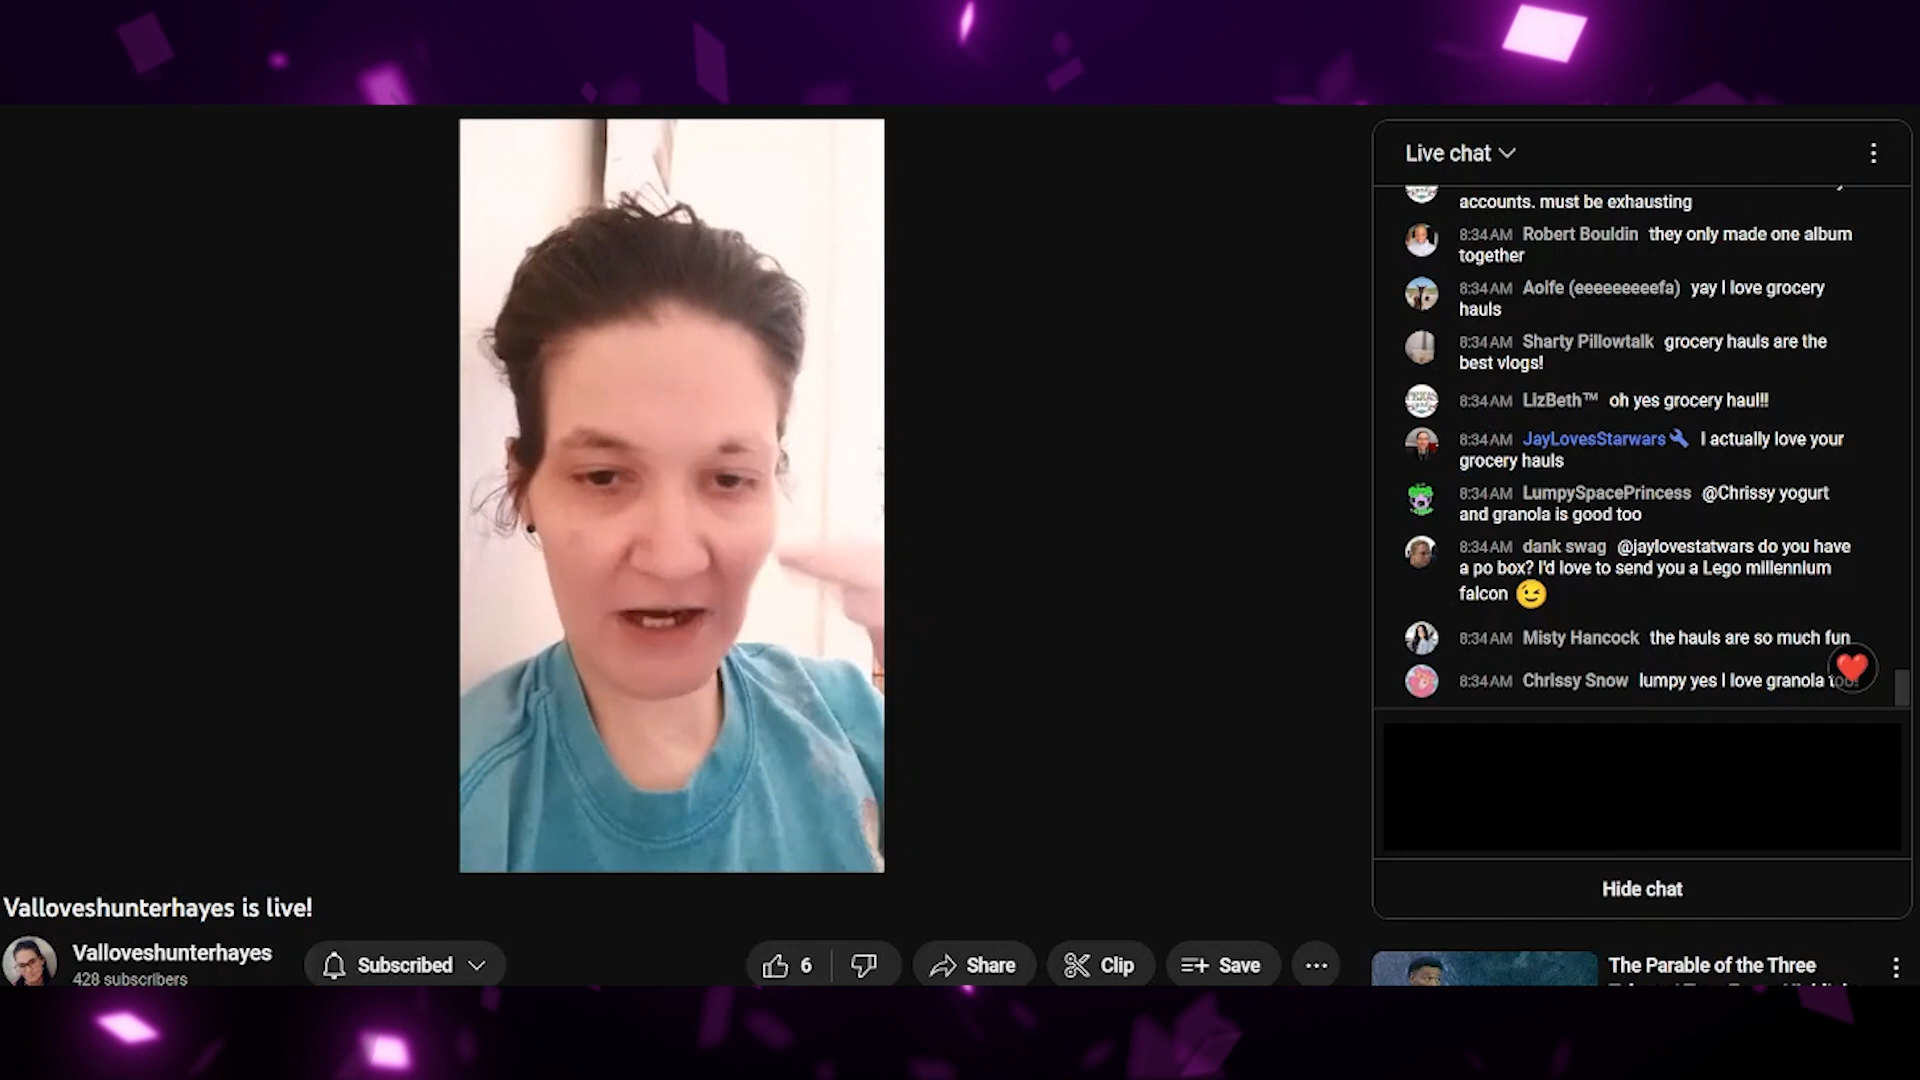 Live chat
accounts. must be exhausting
8:34 AM Robert Bouldin they only made one album
together
8:34 AM Aoife (eeeeeeeeefa) yay I love grocery
hauls
8:34 AM Sharty Pillowtalk grocery hauls are the
best vlogs!
8:34 AM LizBeth™ oh yes grocery haul!!
8:34 AM JayLovesStarwars I actually love your
grocery hauls
8:34 AM LumpySpacePrincess @Chrissy yogurt
and granola is good too
8:34 AM dank swag @jaylovestatwars do you have
a po box? I'd love to send you a Lego millennium
falcon 😉
8:34 AM Misty Hancock the hauls are so much fun
8:34 AM Chrissy Snow lumpy yes I love granola too!
Hide chat
Valloveshunterhayes is live!
Valloveshunterhayes
428 subscribers
Subscribed
6
Share
Clip
Save
The Parable of the Three